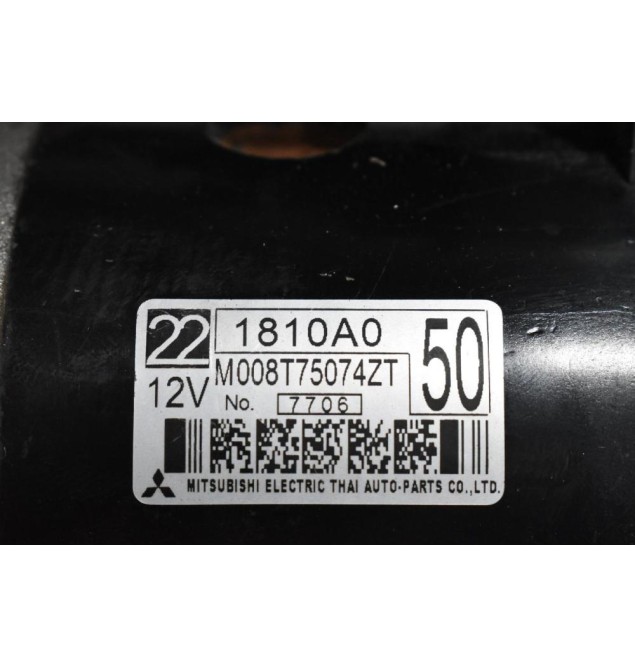 22 1810A0 50
12V M008T75074ZT
No. 7706
MITSUBISHI ELECTRIC THAI AUTO-PARTS CO.,LTD.